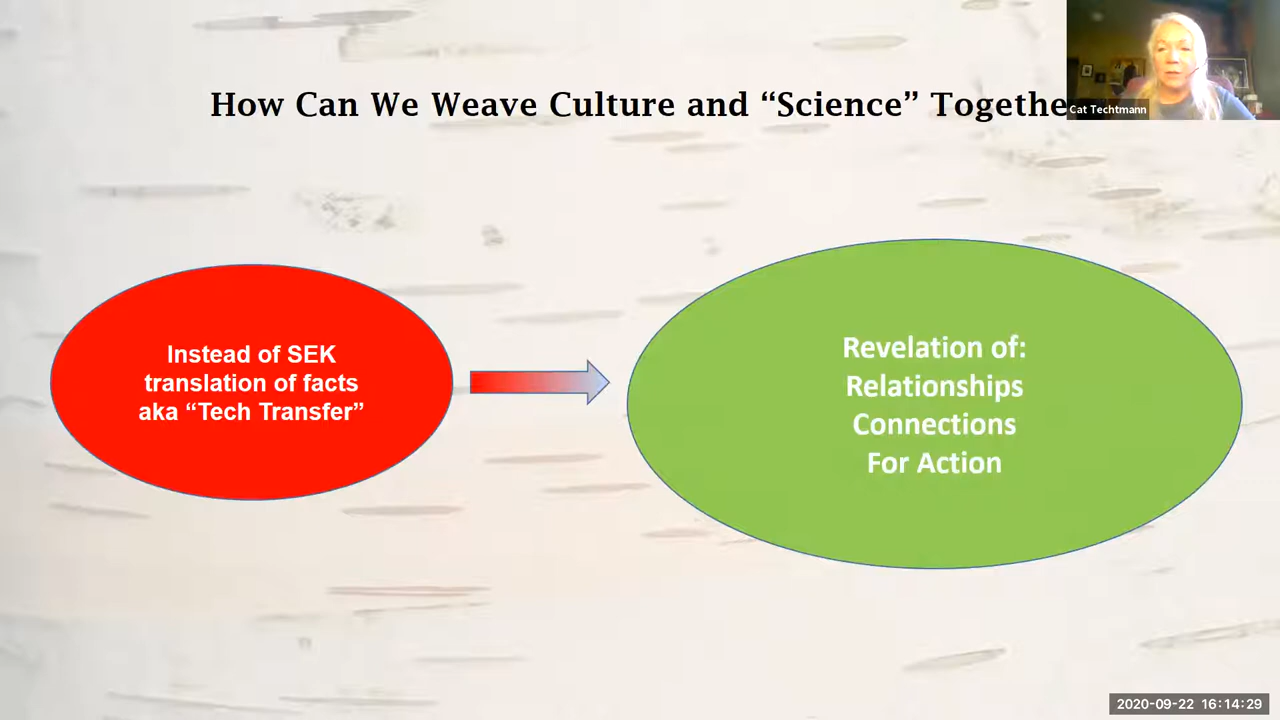 How Can We Weave Culture and “Science” Togethe
Cat Techtmann
Instead of SEK
translation of facts
aka “Tech Transfer”
Revelation of:
Relationships
Connections
For Action
2020-09-22 16:14:29